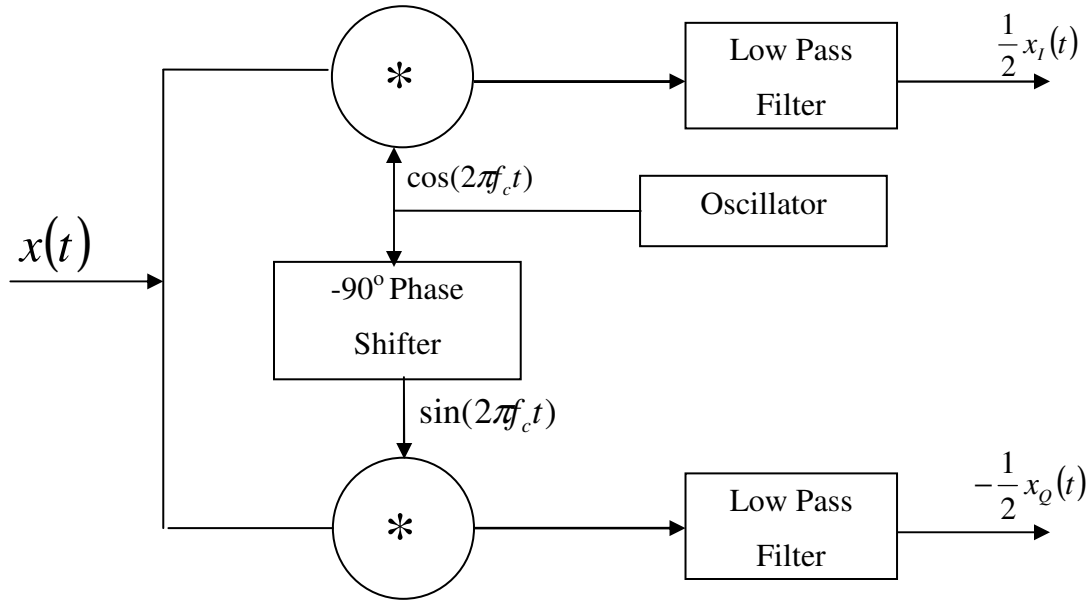 *
Low Pass
Filter
1/2 x_I(t)
cos(2πf_c t)
Oscillator
x(t)
-90° Phase
Shifter
sin(2πf_c t)
*
Low Pass
Filter
-1/2 x_Q(t)